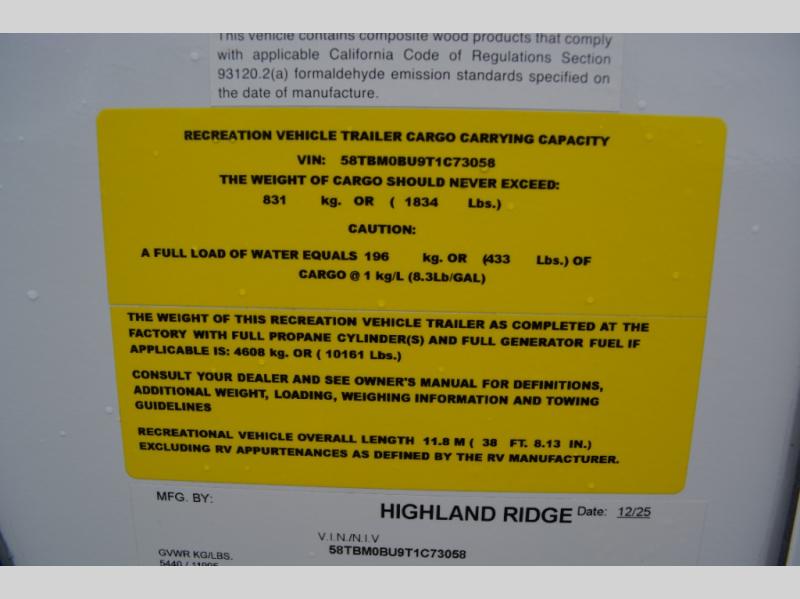 This vehicle contains composite wood products that comply
with applicable California Code of Regulations Section
93120.2(a) formaldehyde emission standards specified on
the date of manufacture.
RECREATION VEHICLE TRAILER CARGO CARRYING CAPACITY
VIN: 58TBM0BU9T1C73058
THE WEIGHT OF CARGO SHOULD NEVER EXCEED:
831 kg. OR ( 1834 Lbs.)
CAUTION:
A FULL LOAD OF WATER EQUALS 196 kg. OR (433 Lbs.) OF
CARGO @ 1 kg/L (8.3Lb/GAL)
THE WEIGHT OF THIS RECREATION VEHICLE TRAILER AS COMPLETED AT THE
FACTORY WITH FULL PROPANE CYLINDER(S) AND FULL GENERATOR FUEL IF
APPLICABLE IS: 4608 kg. OR ( 10161 Lbs.)
CONSULT YOUR DEALER AND SEE OWNER'S MANUAL FOR DEFINITIONS,
ADDITIONAL WEIGHT, LOADING, WEIGHING INFORMATION AND TOWING
GUIDELINES
RECREATIONAL VEHICLE OVERALL LENGTH 11.8 M ( 38 FT. 8.13 IN.)
EXCLUDING RV APPURTENANCES AS DEFINED BY THE RV MANUFACTURER.
MFG. BY:
HIGHLAND RIDGE Date: 12/25
V.I.N./N.I.V
58TBM0BU9T1C73058
GVWR KG/LBS.
5440 / 11995